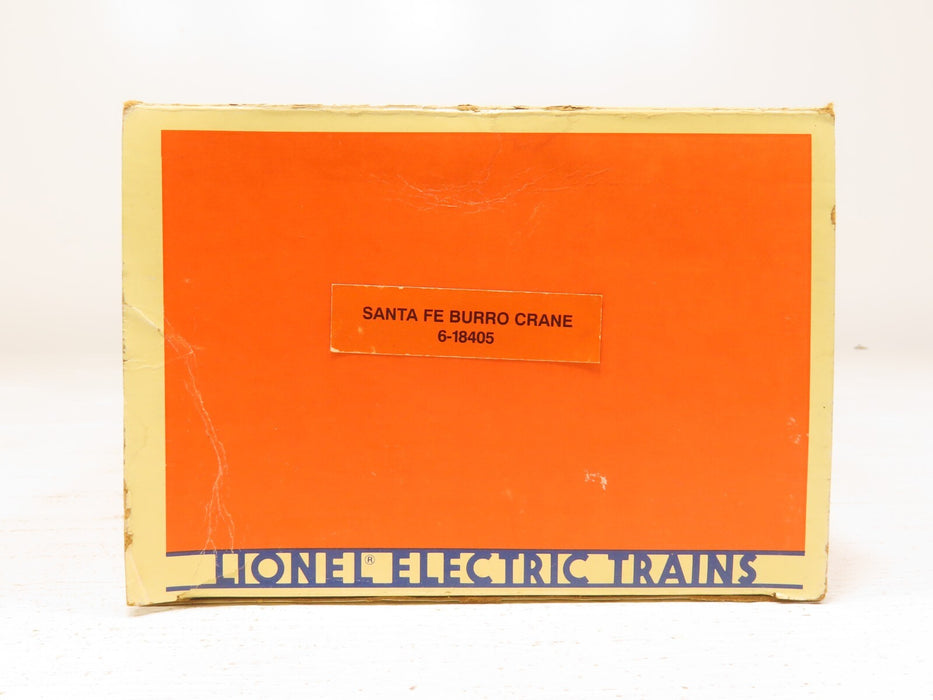 SANTA FE BURRO CRANE
6-18405
LIONEL® ELECTRIC TRAINS